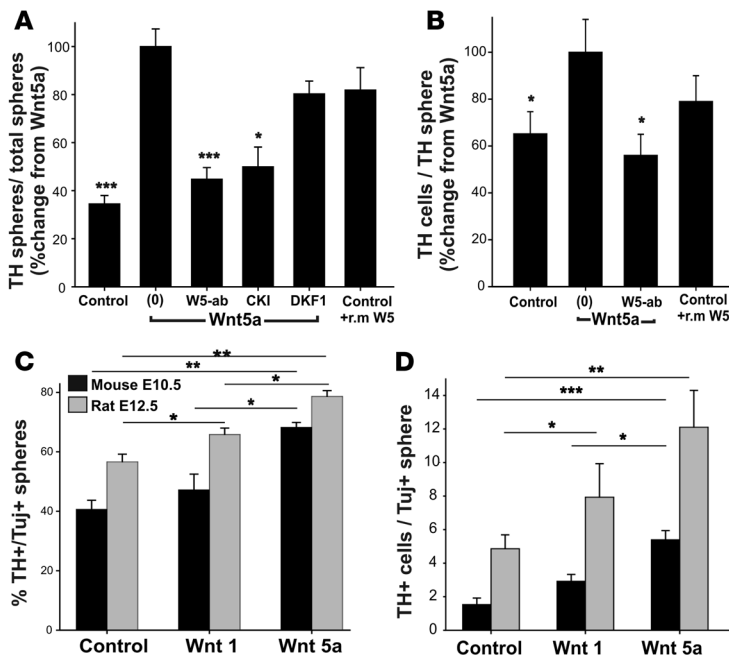 A
TH spheres/ total spheres
(%change from Wnt5a)
100
80
60
40
20
0
***
***
*
Control
(0)
W5-ab
CKI
DKF1
Control
+r.m W5
Wnt5a
B
TH cells / TH sphere
(%change from Wnt5a)
100
80
60
40
20
0
*
*
Control
(0)
W5-ab
Control
+r.m W5
Wnt5a
C
% TH+/Tuj+ spheres
80
60
40
20
0
Mouse E10.5
Rat E12.5
**
**
*
*
*
Control
Wnt 1
Wnt 5a
D
TH+ cells / Tuj+ sphere
14
12
10
8
6
4
2
0
**
***
*
*
Control
Wnt 1
Wnt 5a